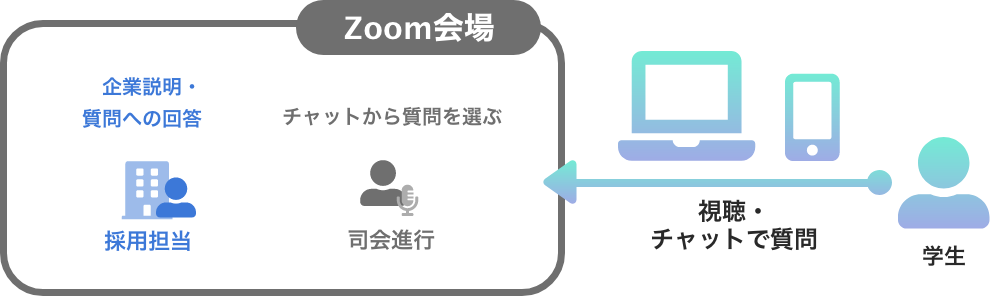 Zoom会場
企業説明・
質問への回答
採用担当
チャットから質問を選ぶ
司会進行
視聴・
チャットで質問
学生